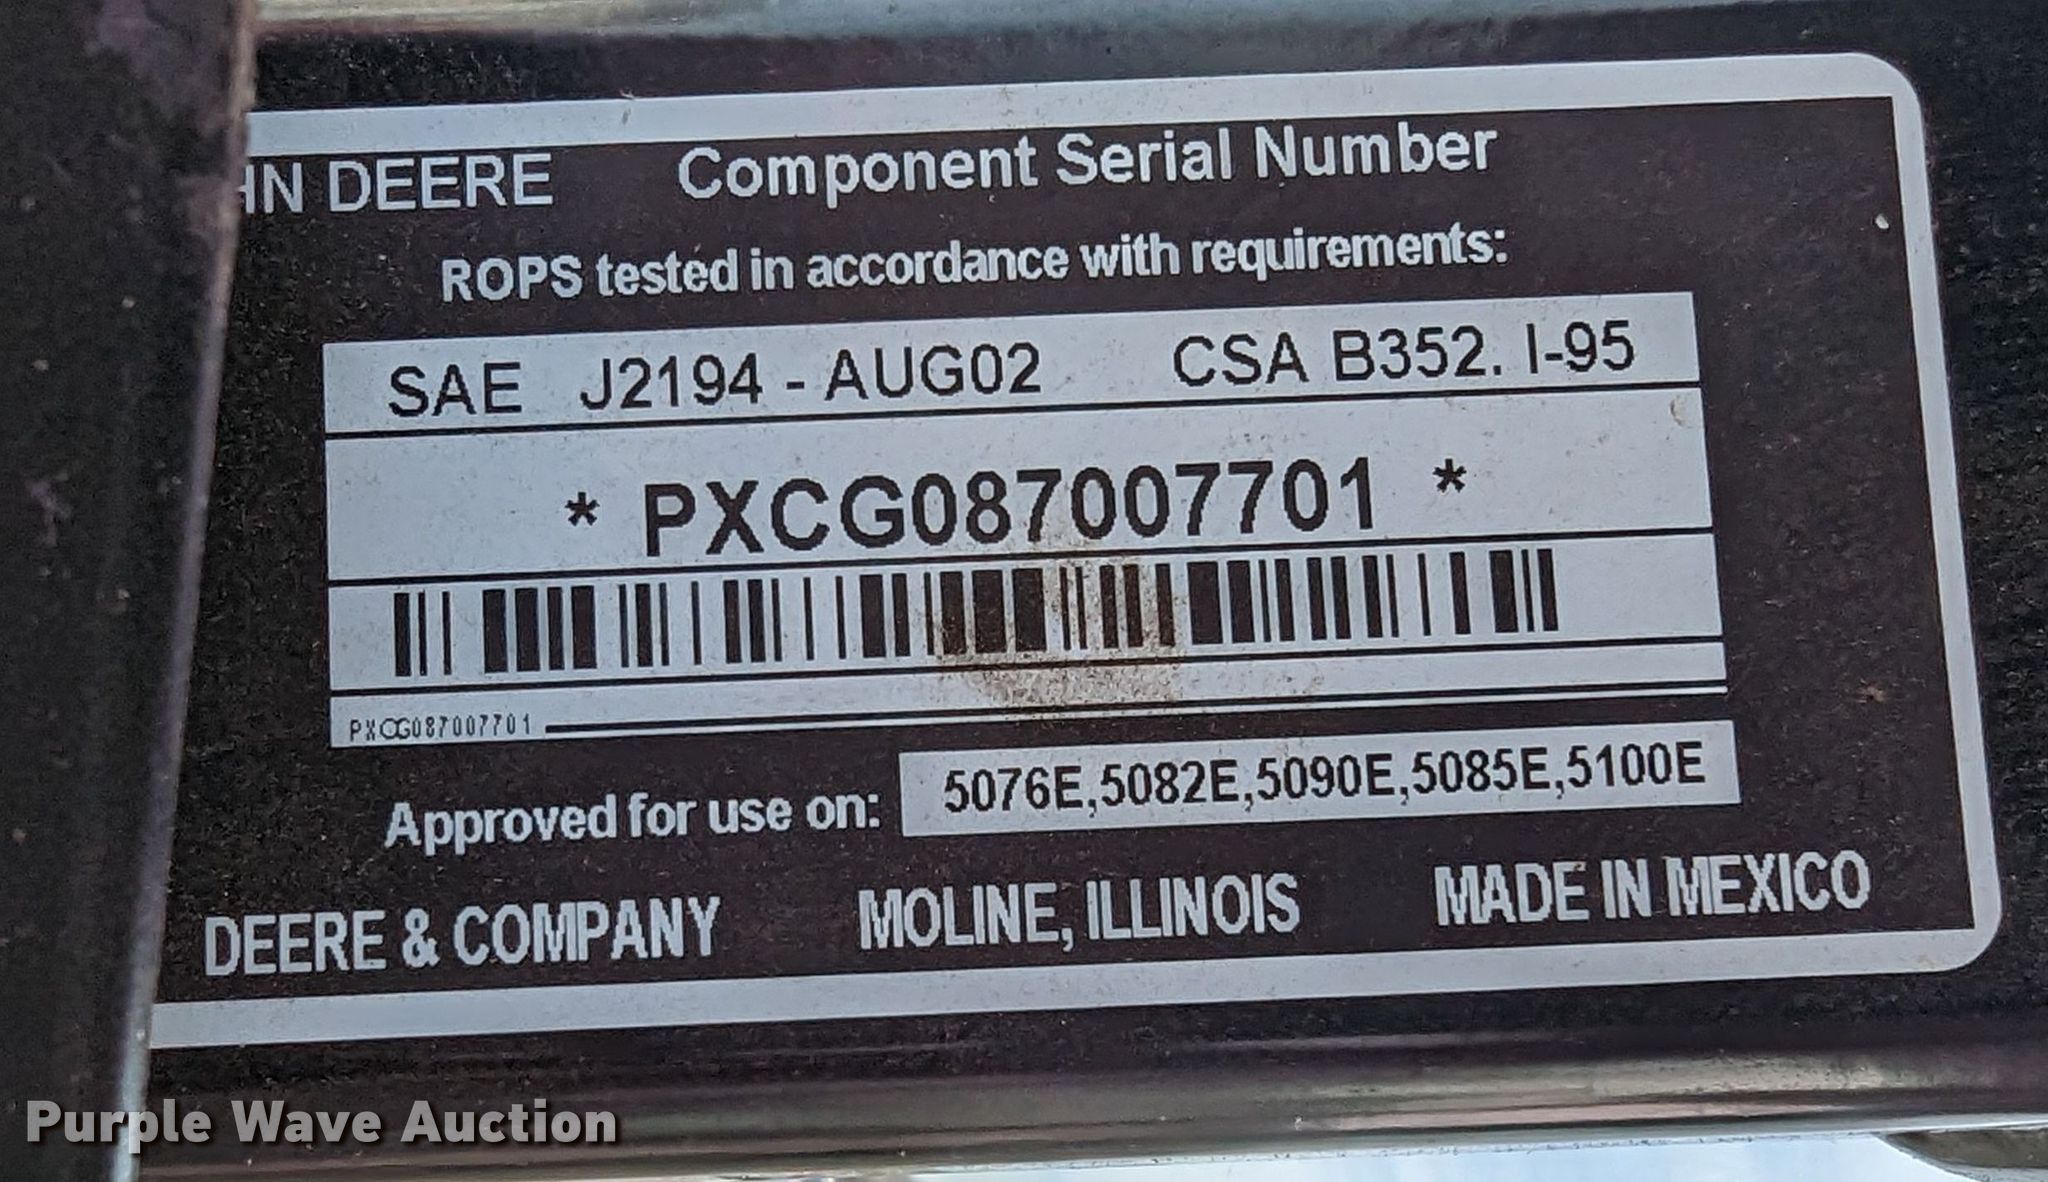 HN DEERE Component Serial Number
ROPS tested in accordance with requirements:
SAE J2194 - AUG02 CSA B352. I-95
* PXCG087007701 *
PXCG087007701
Approved for use on: 5076E,5082E,5090E,5085E,5100E
DEERE & COMPANY MOLINE, ILLINOIS MADE IN MEXICO
Purple Wave Auction